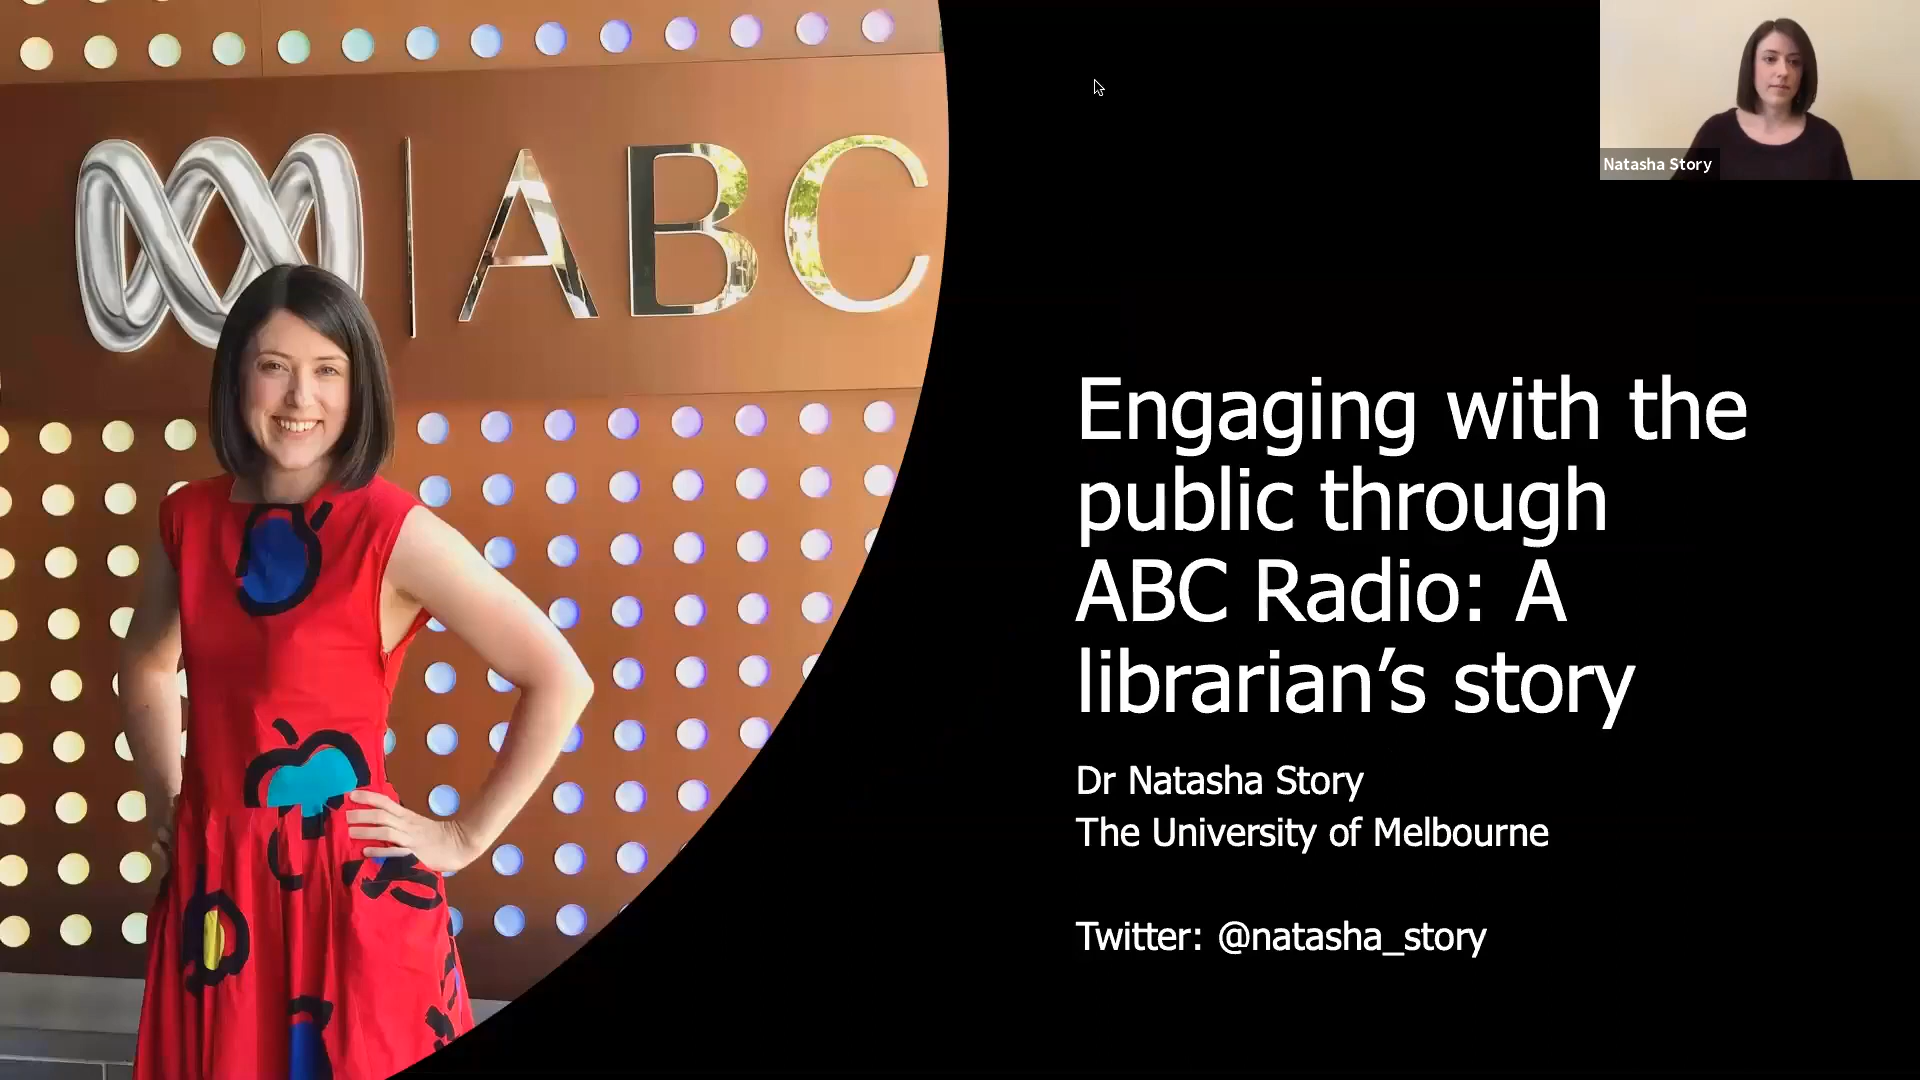 ABC
Natasha Story
Engaging with the
public through
ABC Radio: A
librarian’s story
Dr Natasha Story
The University of Melbourne
Twitter: @natasha_story